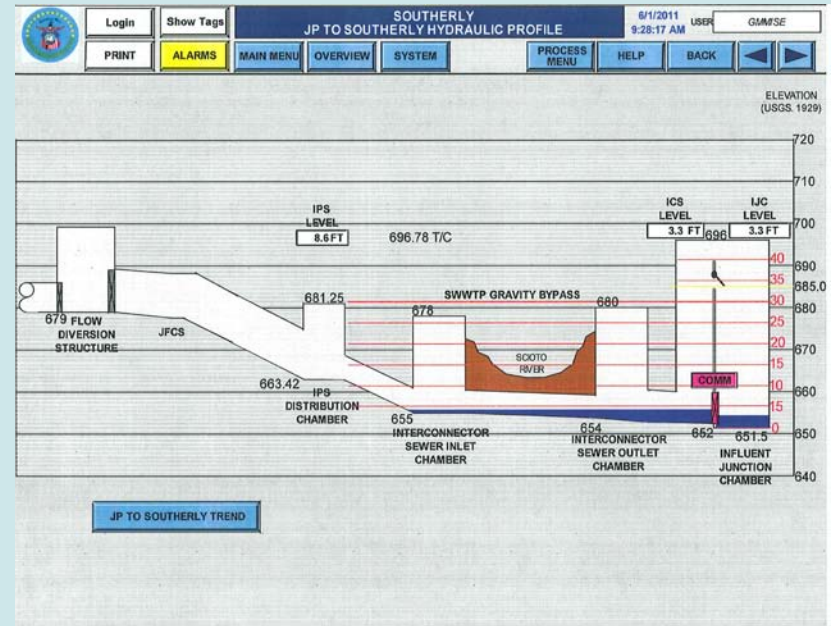 Login
Show Tags
SOUTHERLY
JP TO SOUTHERLY HYDRAULIC PROFILE
6/1/2011
9:28:17 AM
USER
GMMISE
PRINT
ALARMS
MAIN MENU
OVERVIEW
SYSTEM
PROCESS
MENU
HELP
BACK
ELEVATION
(USGS. 1929)
720
710
700
690
685.0
680
670
660
650
640
IPS
LEVEL
8.6 FT
696.78 T/C
ICS
LEVEL
3.3 FT
IJC
LEVEL
3.3 FT
696
40
35
30
25
20
15
10
15
0
681.25
SWWTP GRAVITY BYPASS
678
680
679
FLOW
DIVERSION
STRUCTURE
JFCS
SCIOTO
RIVER
COMM
663.42
IPS
DISTRIBUTION
CHAMBER
655
INTERCONNECTOR
SEWER INLET
CHAMBER
654
INTERCONNECTOR
SEWER OUTLET
CHAMBER
652
651.5
INFLUENT
JUNCTION
CHAMBER
JP TO SOUTHERLY TREND